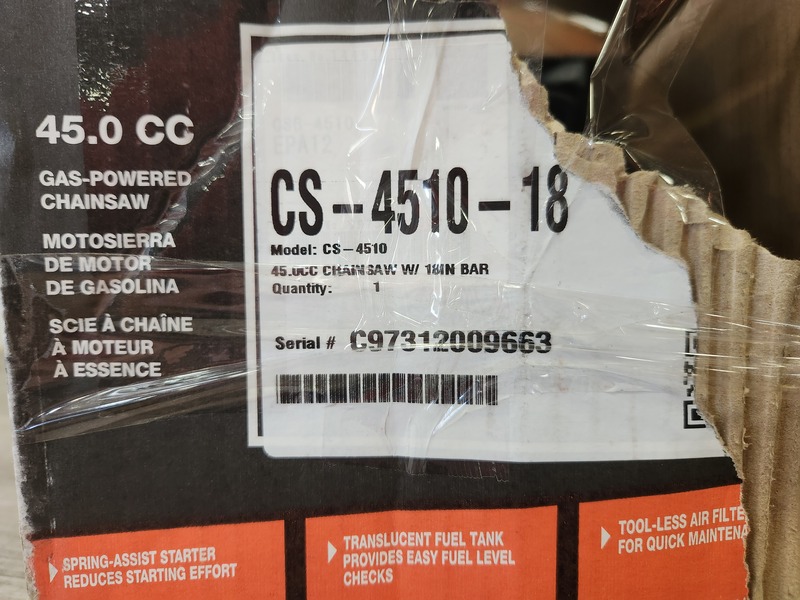 45.0 CC
GAS-POWERED
CHAINSAW
MOTOSIERRA
DE MOTOR
DE GASOLINA
SCIE À CHAÎNE
À MOTEUR
À ESSENCE
CS-4510-18
Model: CS-4510
45.0CC CHAINSAW W/ 18IN BAR
Quantity: 1
Serial # C97312009663
SPRING-ASSIST STARTER
REDUCES STARTING EFFORT
TRANSLUCENT FUEL TANK
PROVIDES EASY FUEL LEVEL
CHECKS
TOOL-LESS AIR FILTE
FOR QUICK MAINTENA